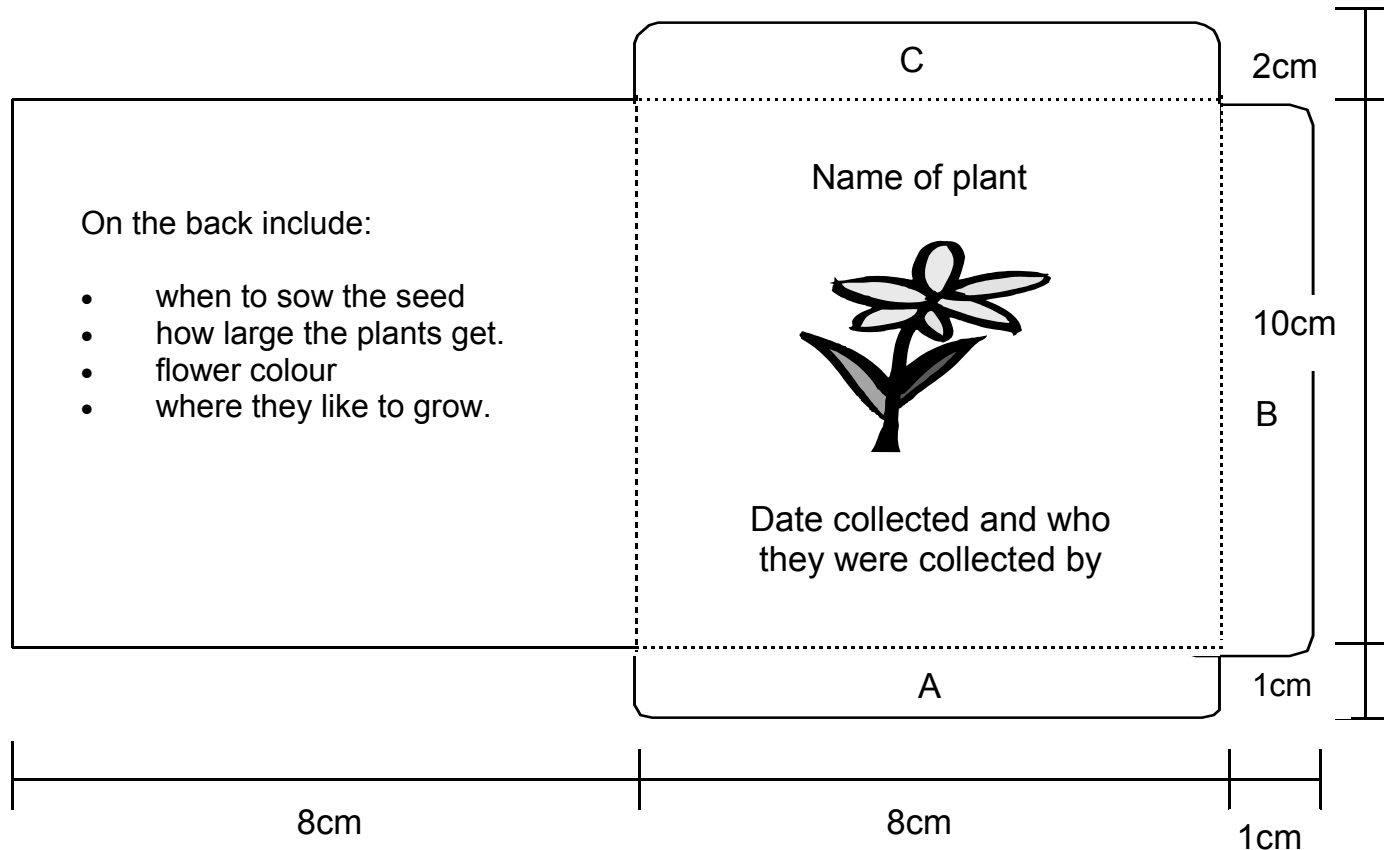 C
2cm
Name of plant
On the back include:
• when to sow the seed
• how large the plants get.
• flower colour
• where they like to grow.
10cm
B
Date collected and who
they were collected by
A
1cm
8cm
8cm
1cm